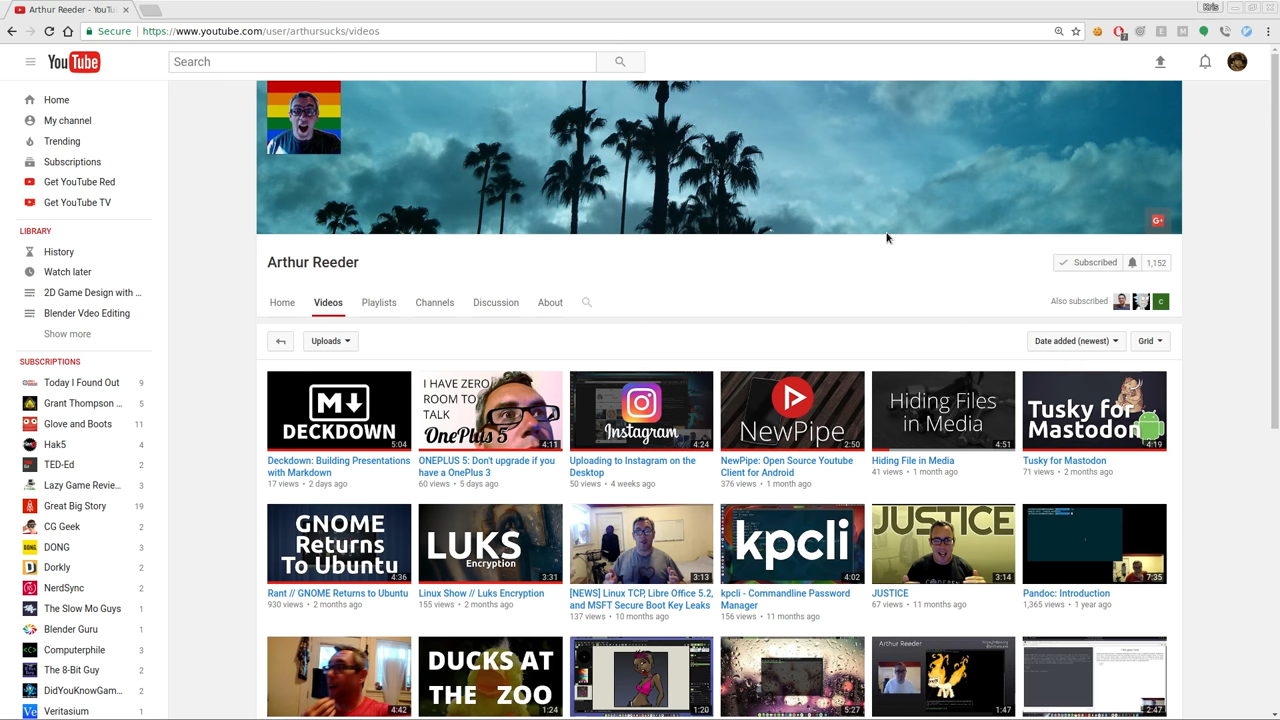 Arthur Reeder - YouTu
Kris
Secure
https://www.youtube.com/user/arthursucks/videos
YouTube
Search
Home
My channel
Trending
Subscriptions
Get YouTube Red
Get YouTube TV
LIBRARY
History
Watch later
2D Game Design with ...
Blender Vdeo Editing
Show more
SUBSCRIPTIONS
Today I Found Out 9
Grant Thompson ... 5
Glove and Boots 11
Hak5 4
TED-Ed 2
Lazy Game Revie... 3
Great Big Story 19
CG Geek 2
DONG 3
Dorkly 2
NerdSync 2
The Slow Mo Guys 1
Blender Guru 1
Computerphile 3
The 8-Bit Guy 2
DidYouKnowGam... 2
Veritasium 1
G+
Arthur Reeder
Subscribed 1,152
Home Videos Playlists Channels Discussion About
Also subscribed
C
Uploads
Date added (newest)
Grid
M
DECKDOWN
5:04
Deckdown: Building Presentations
with Markdown
17 views • 2 days ago
I HAVE ZERO
ROOM TO
TALK
OnePlus 5
4:11
ONEPLUS 5: Don't upgrade if you
have a OnePlus 3
60 views • 5 days ago
Instagram
4:24
Uploading to Instagram on the
Desktop
50 views • 4 weeks ago
NewPipe
2:50
NewPipe: Open Source Youtube
Client for Android
376 views • 1 month ago
Hiding Files
in Media
4:51
Hiding File in Media
41 views • 1 month ago
Tusky for
Mastodon
4:19
Tusky for Mastodon
71 views • 2 months ago
GNOME
Returns
To Ubuntu
4:36
Rant // GNOME Returns to Ubuntu
930 views • 2 months ago
LUKS
Encryption
3:31
Linux Show // Luks Encryption
155 views • 2 months ago
3:13
[NEWS] Linux TCP, Libre Office 5.2,
and MSFT Secure Boot Key Leaks
137 views • 10 months ago
kpcli
4:02
kpcli - Commandline Password
Manager
156 views • 11 months ago
JUSTICE
3:14
JUSTICE
67 views • 11 months ago
7:35
Pandoc: Introduction
1,365 views • 1 year ago
4:42
DUCKS AT
THE ZOO
1:24
1:20
Arthur Reeder
1:47
2:47